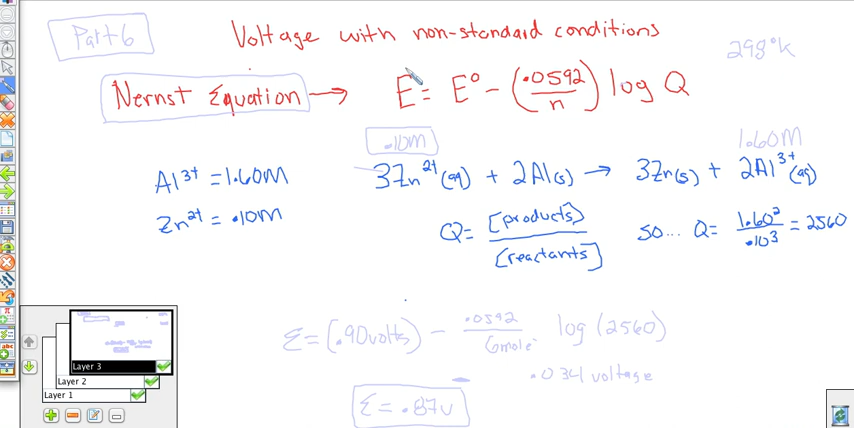 Part 6
Voltage with non-standard conditions
298°k
Nernst Equation → E = E° - (.0592/n) log Q
.10M
1.60M
Al³⁺ = 1.60M
3Zn²⁺(aq) + 2Al(s) → 3Zn(s) + 2Al³⁺(aq)
Zn²⁺ = .10M
Q = [products]/[reactants] so... Q = 1.60²/.10³ = 2560
E = (.90volts) - .0592/6mole⁻ log (2560)
.0341 voltage
E = .87v
Layer 3
Layer 2
Layer 1